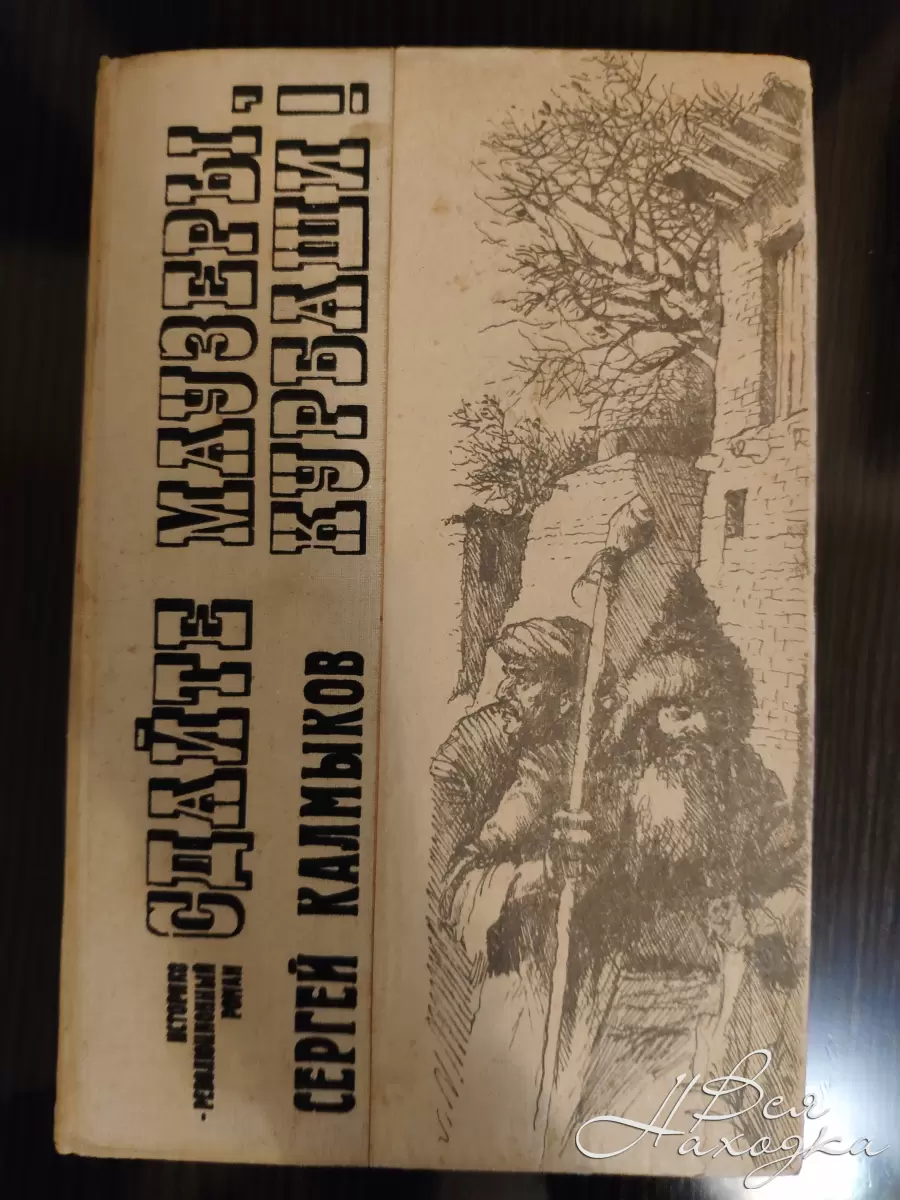 ИСТОРИКО
-РЕВОЛЮЦИОННЫЙ
РОМАН
СДАЙТЕ МАУЗЕРЫ,
КУРБАШИ!
СЕРГЕЙ КАЛМЫКОВ
Вся
Находка